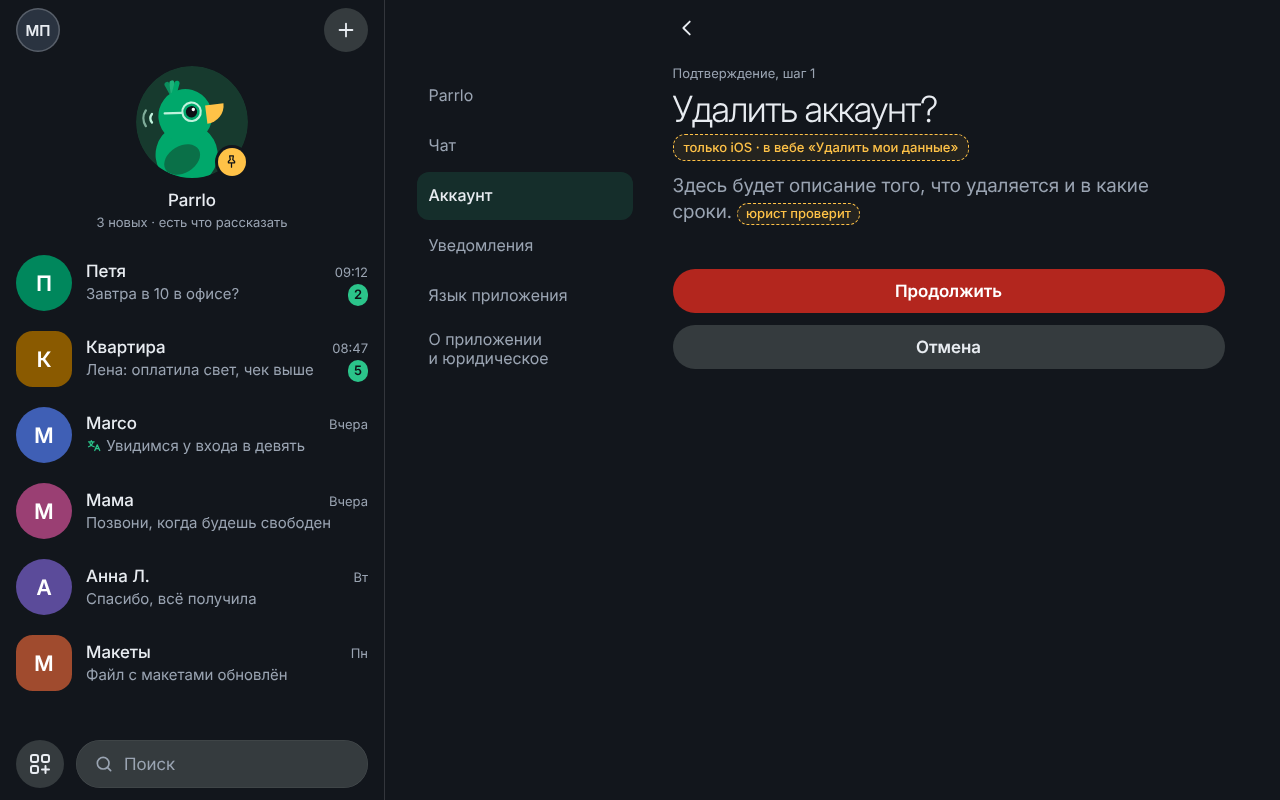 МП
Parrlo
3 новых · есть что рассказать
П
Петя
09:12
Завтра в 10 в офисе?
2
К
Квартира
08:47
Лена: оплатила свет, чек выше
5
M
Marco
Вчера
Увидимся у входа в девять
М
Мама
Вчера
Позвони, когда будешь свободен
А
Анна Л.
Вт
Спасибо, всё получила
М
Макеты
Пн
Файл с макетами обновлён
Поиск
Parrlo
Чат
Аккаунт
Уведомления
Язык приложения
О приложении
и юридическое
Подтверждение, шаг 1
Удалить аккаунт?
только iOS · в вебе «Удалить мои данные»
Здесь будет описание того, что удаляется и в какие
сроки. юрист проверит
Продолжить
Отмена